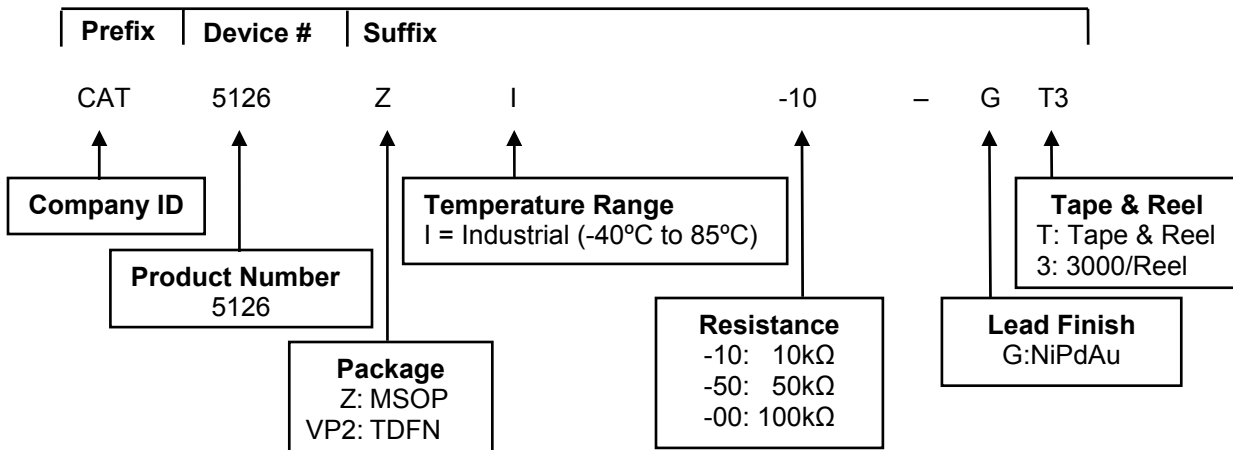 Prefix Device # Suffix
CAT 5126 Z I -10 – G T3
Company ID
Product Number
5126
Package
Z: MSOP
VP2: TDFN
Temperature Range
I = Industrial (-40ºC to 85ºC)
Resistance
-10: 10kΩ
-50: 50kΩ
-00: 100kΩ
Lead Finish
G:NiPdAu
Tape & Reel
T: Tape & Reel
3: 3000/Reel